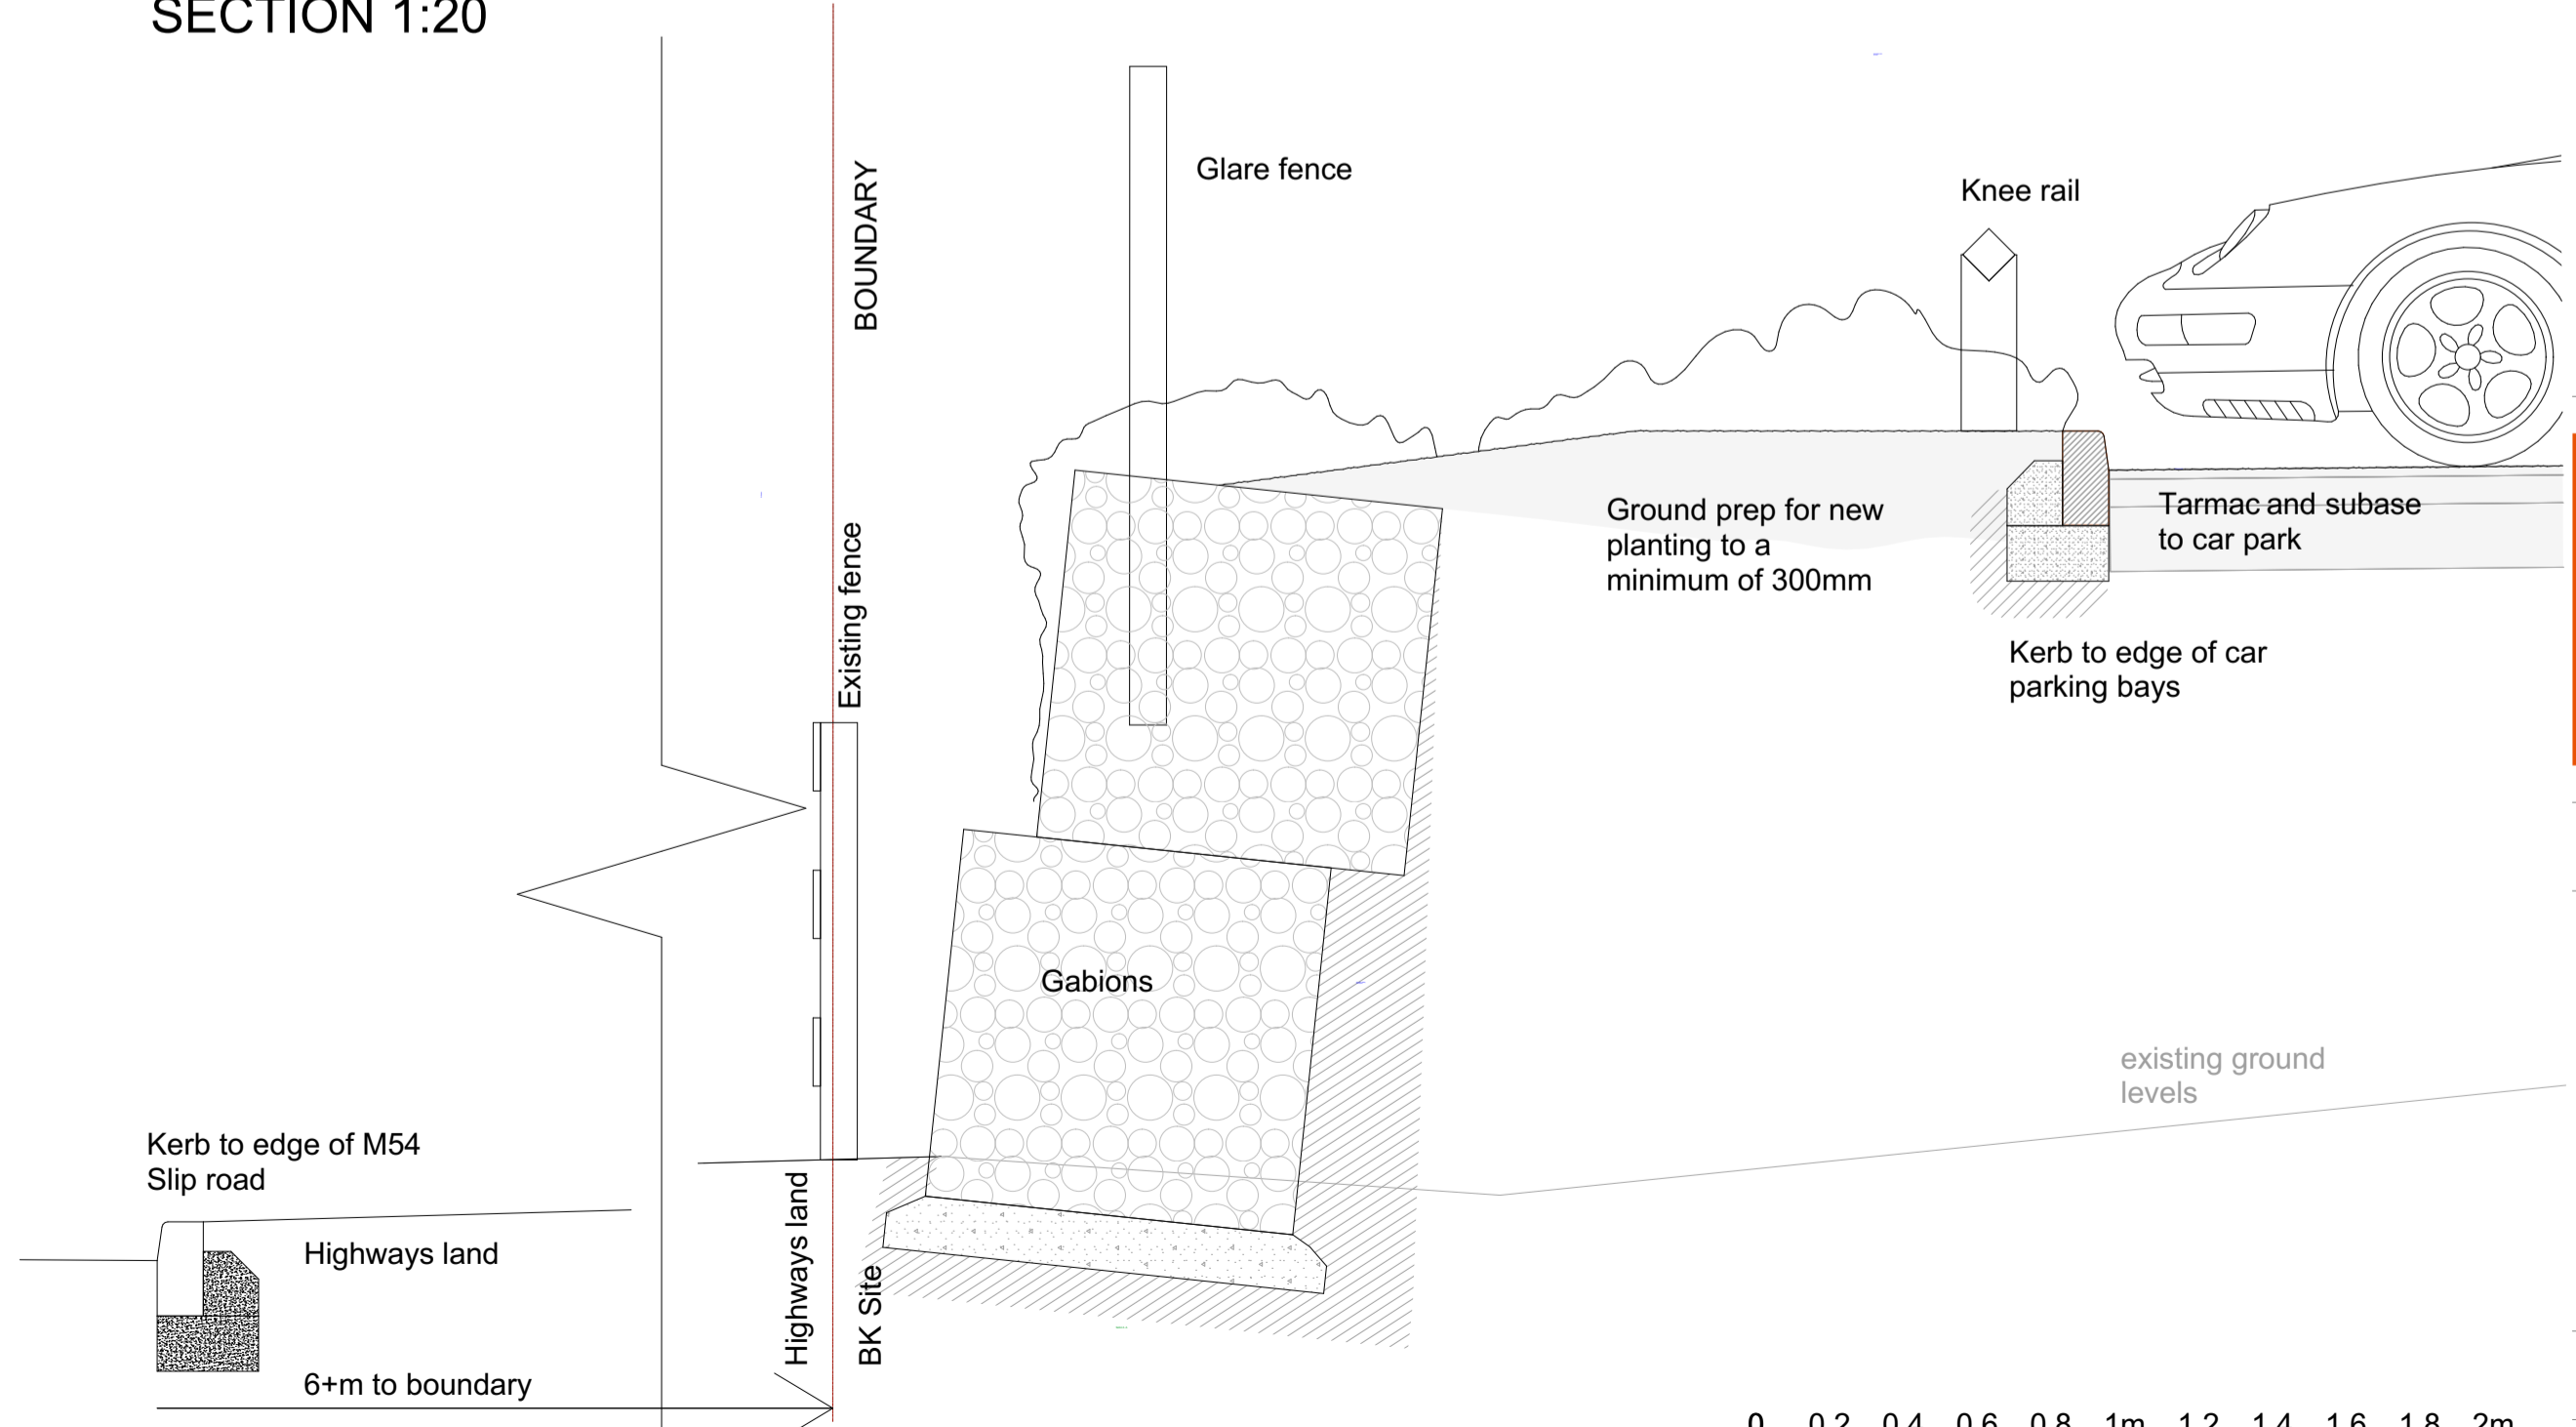 SECTION 1:20
BOUNDARY
Glare fence
Knee rail
Existing fence
Ground prep for new
planting to a
minimum of 300mm
Tarmac and subase
to car park
Kerb to edge of car
parking bays
Gabions
existing ground
levels
Kerb to edge of M54
Slip road
Highways land
Highways land
BK Site
6+m to boundary
0 0.2 0.4 0.6 0.8 1m 1.2 1.4 1.6 1.8 2m